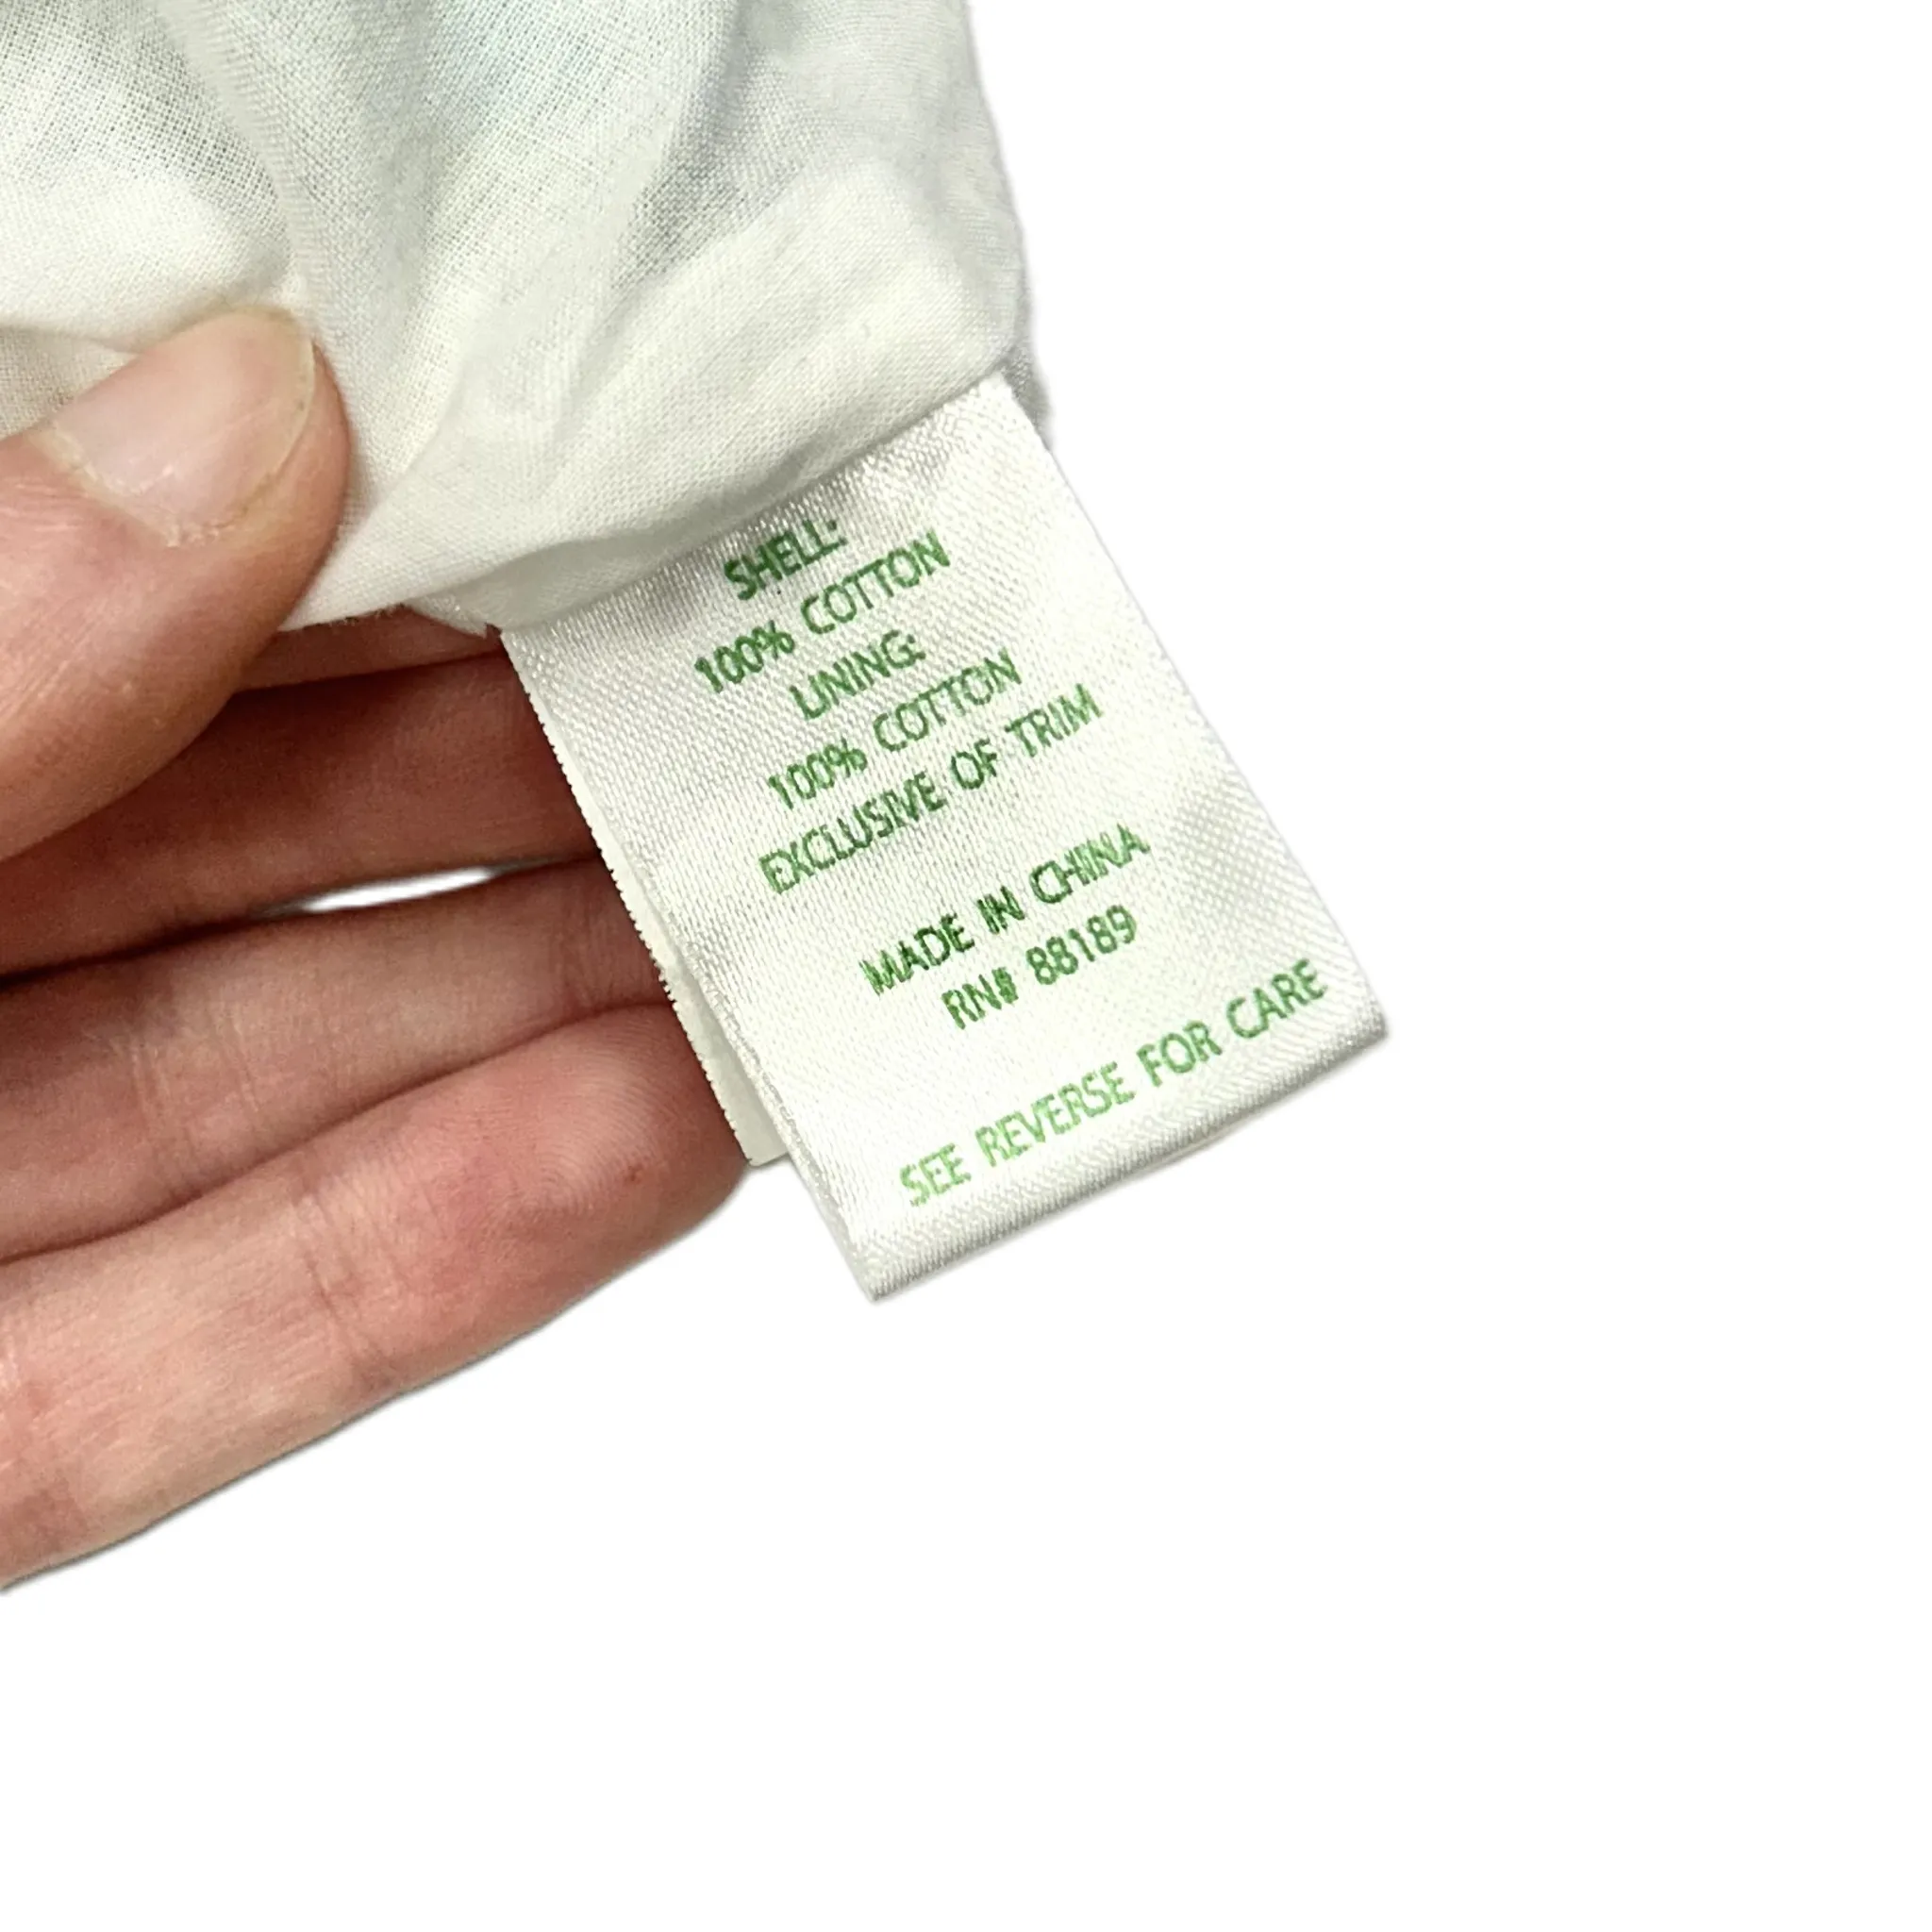 SHELL:
100% COTTON
LINING:
100% COTTON
EXCLUSIVE OF TRIM
MADE IN CHINA
RN# 88189
SEE REVERSE FOR CARE